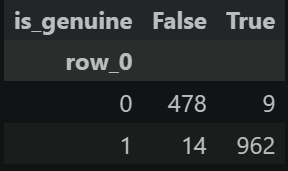 is_genuine False True
row_0
0 478 9
1 14 962